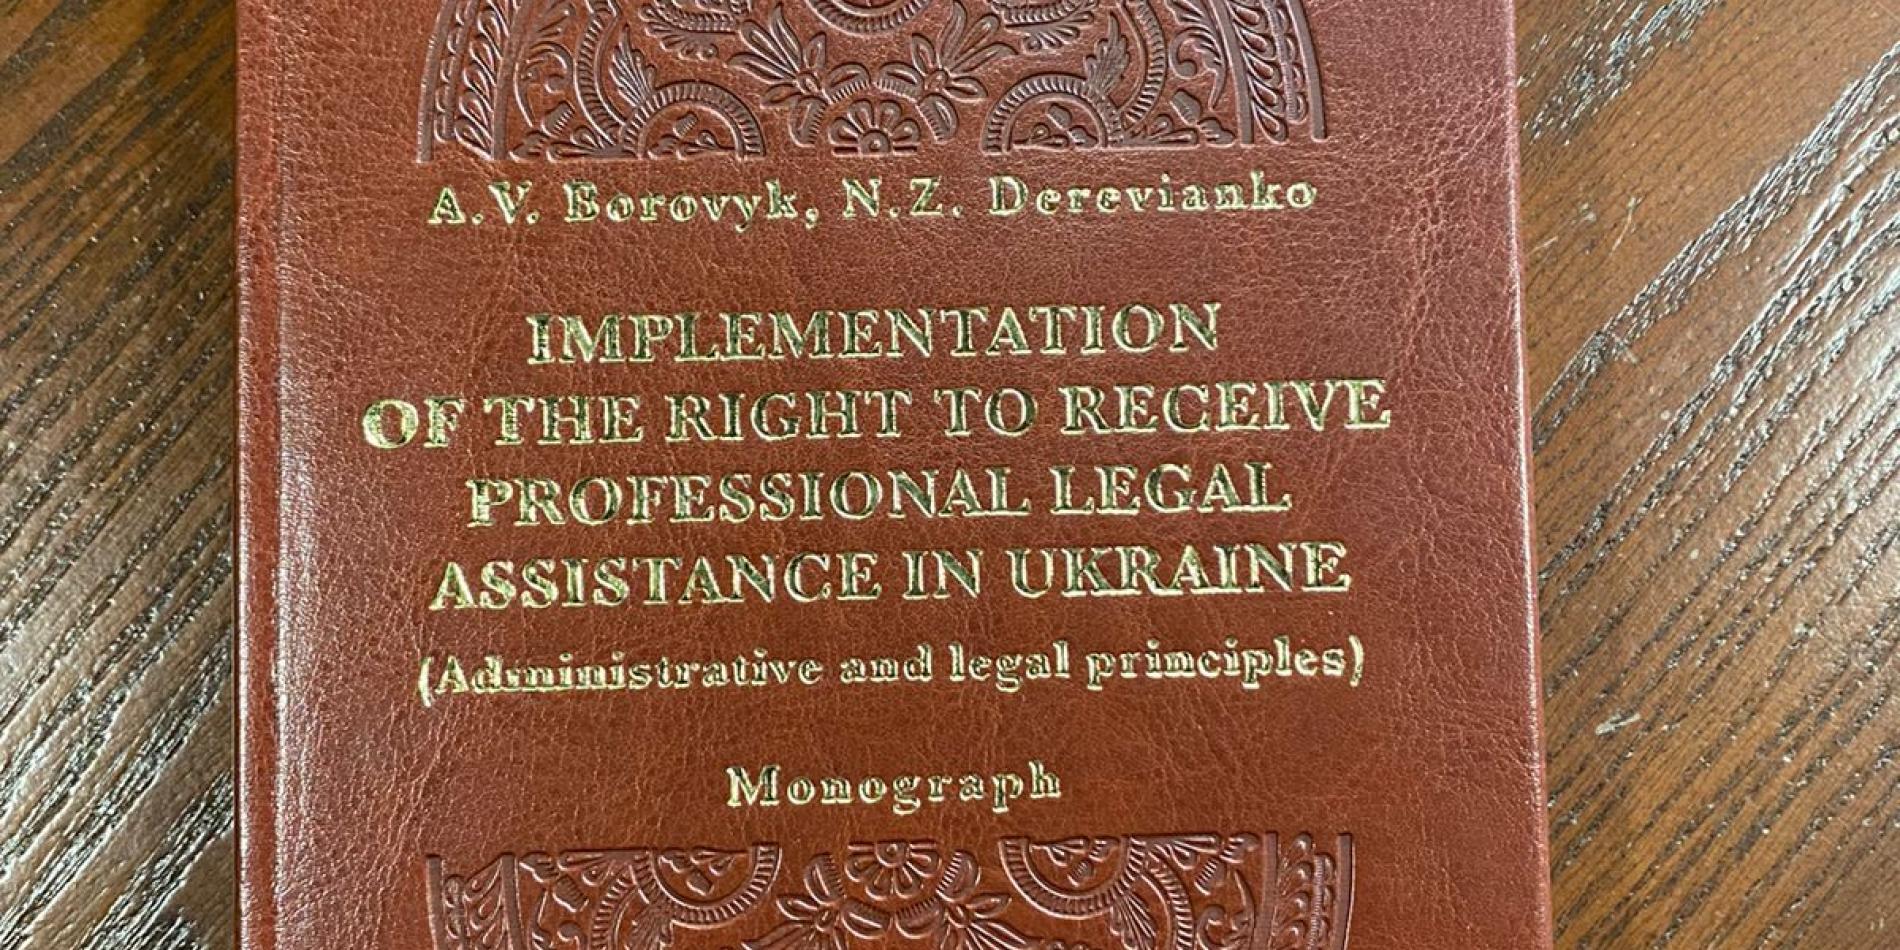 A.V. Borovyk, N.Z. Derevianko
IMPLEMENTATION
OF THE RIGHT TO RECEIVE
PROFESSIONAL LEGAL
ASSISTANCE IN UKRAINE
(Administrative and legal principles)
Monograph